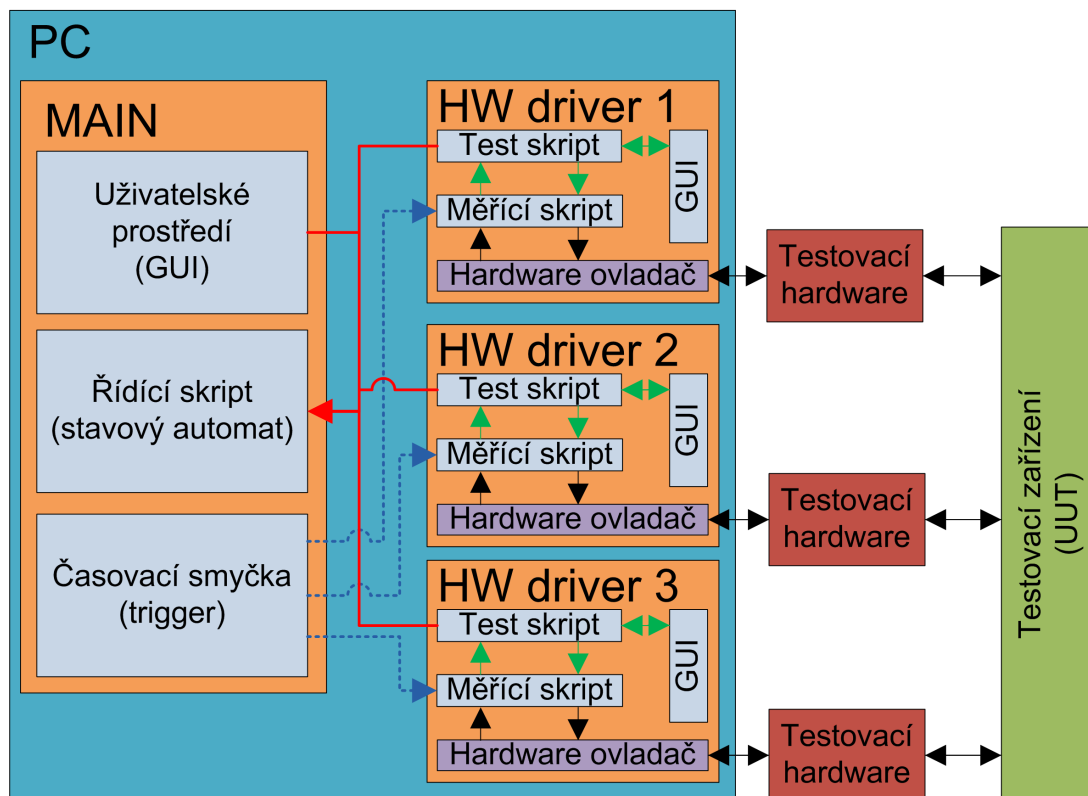 PC
MAIN
Uživatelské
prostředí
(GUI)
Řídící skript
(stavový automat)
Časovací smyčka
(trigger)
HW driver 1
Test skript
GUI
Měřící skript
Hardware ovladač
HW driver 2
Test skript
GUI
Měřící skript
Hardware ovladač
HW driver 3
Test skript
GUI
Měřící skript
Hardware ovladač
Testovací
hardware
Testovací
hardware
Testovací
hardware
Testovací zařízení
(UUT)